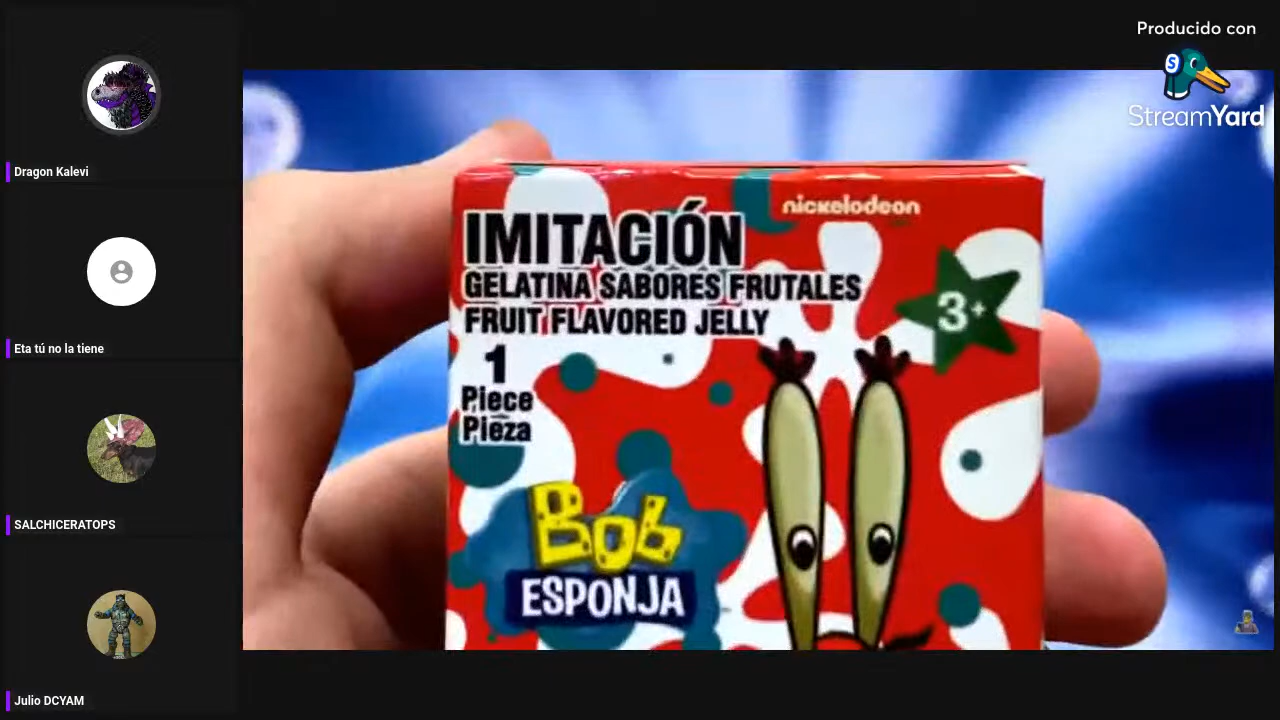 Producido con
StreamYard
Dragon Kalevi
Eta tú no la tiene
SALCHICERATOPS
Julio DCYAM
nickelodeon
IMITACIÓN
GELATINA SABORES FRUTALES
FRUIT FLAVORED JELLY
3+
1
Piece
Pieza
Bob
ESPONJA